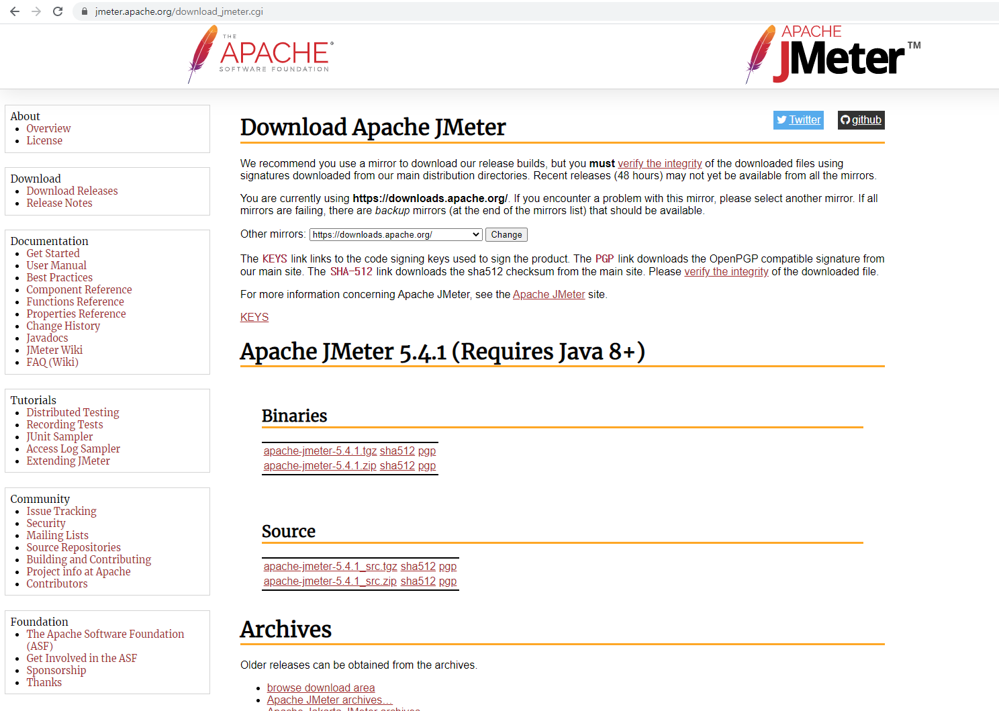 jmeter.apache.org/download_jmeter.cgi
THE
APACHE®
SOFTWARE FOUNDATION
APACHE
JMeter™
About
Overview
License
Download
Download Releases
Release Notes
Documentation
Get Started
User Manual
Best Practices
Component Reference
Functions Reference
Properties Reference
Change History
Javadocs
JMeter Wiki
FAQ (Wiki)
Tutorials
Distributed Testing
Recording Tests
JUnit Sampler
Access Log Sampler
Extending JMeter
Community
Issue Tracking
Security
Mailing Lists
Source Repositories
Building and Contributing
Project info at Apache
Contributors
Foundation
The Apache Software Foundation
(ASF)
Get Involved in the ASF
Sponsorship
Thanks
Twitter
github
Download Apache JMeter
We recommend you use a mirror to download our release builds, but you must verify the integrity of the downloaded files using
signatures downloaded from our main distribution directories. Recent releases (48 hours) may not yet be available from all the mirrors.
You are currently using https://downloads.apache.org/. If you encounter a problem with this mirror, please select another mirror. If all
mirrors are failing, there are backup mirrors (at the end of the mirrors list) that should be available.
Other mirrors: https://downloads.apache.org/ Change
The KEYS link links to the code signing keys used to sign the product. The PGP link downloads the OpenPGP compatible signature from
our main site. The SHA-512 link downloads the sha512 checksum from the main site. Please verify the integrity of the downloaded file.
For more information concerning Apache JMeter, see the Apache JMeter site.
KEYS
Apache JMeter 5.4.1 (Requires Java 8+)
Binaries
apache-jmeter-5.4.1.tgz sha512 pgp
apache-jmeter-5.4.1.zip sha512 pgp
Source
apache-jmeter-5.4.1_src.tgz sha512 pgp
apache-jmeter-5.4.1_src.zip sha512 pgp
Archives
Older releases can be obtained from the archives.
browse download area
Apache JMeter archives...
Apache Jakarta JMeter archives